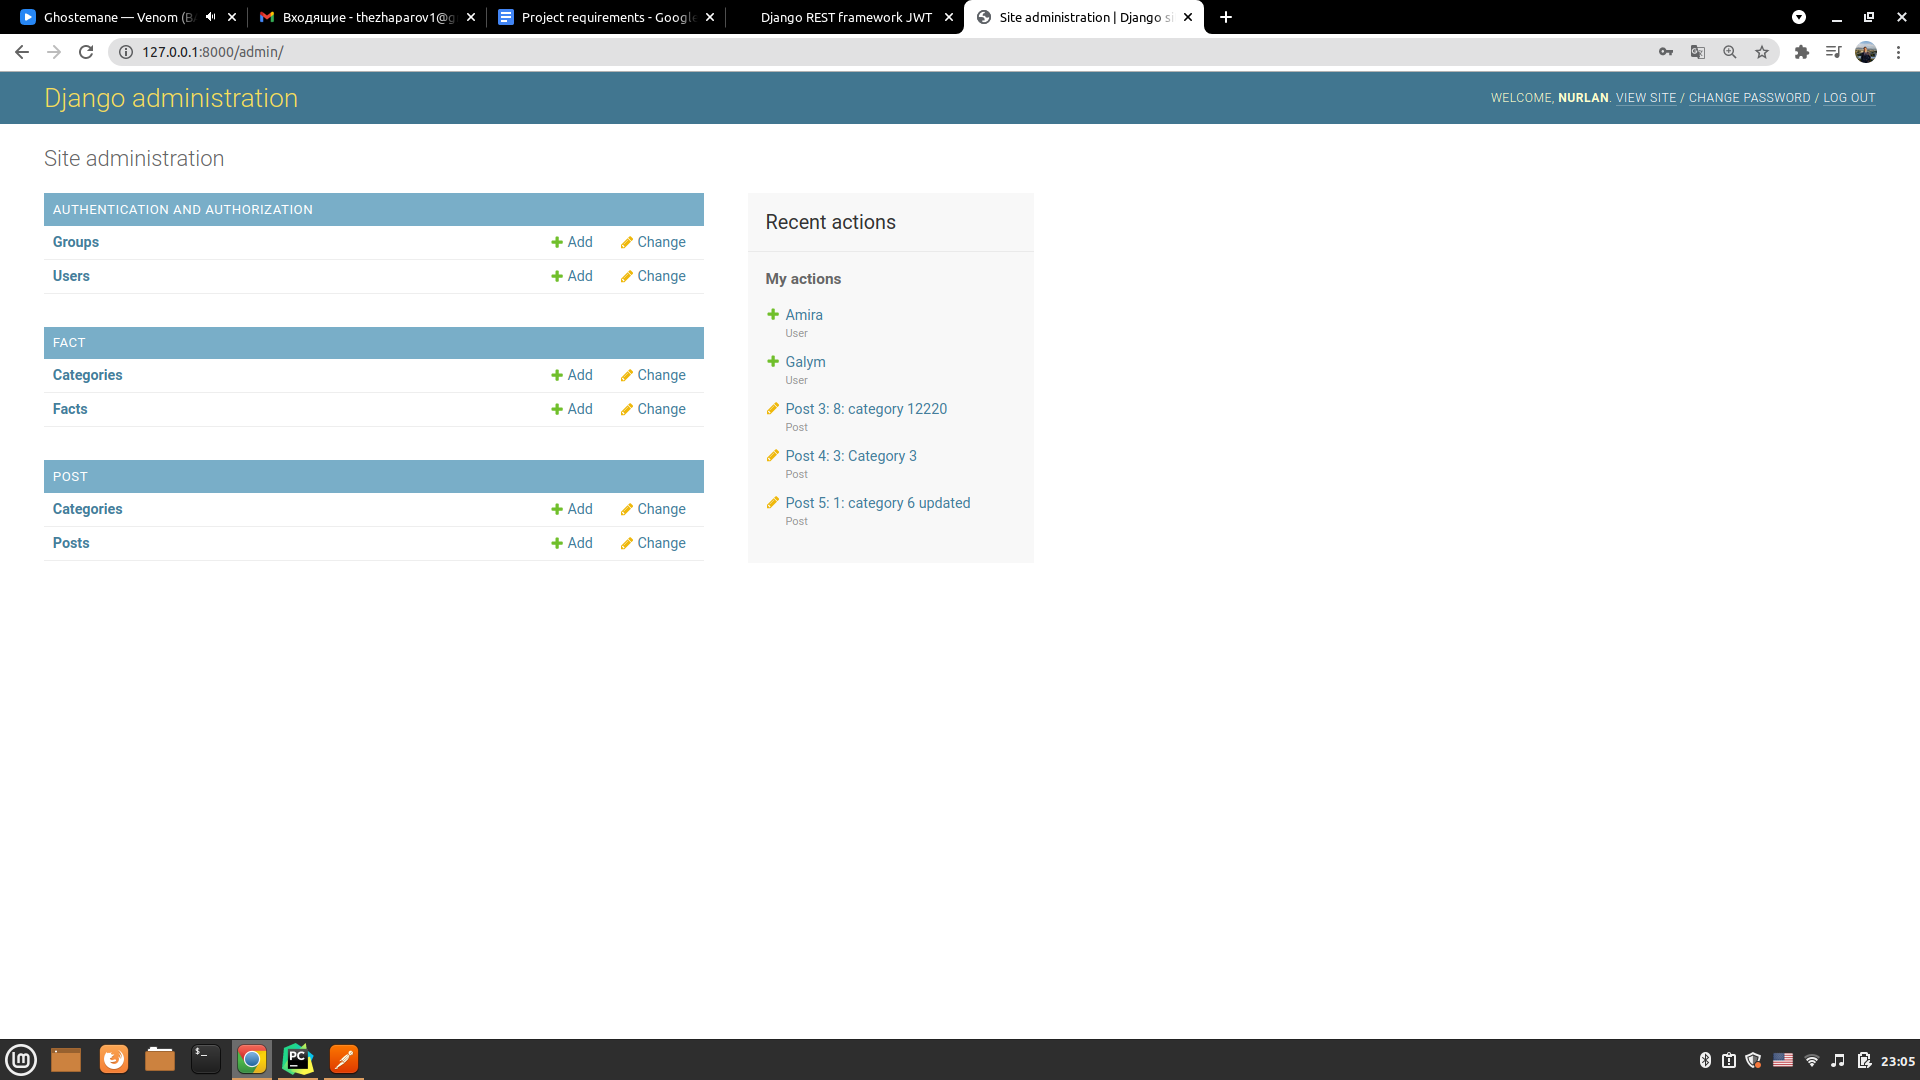 Ghostemane — Venom (B
Входящие - thezhaparov1@g
Project requirements - Google
Django REST framework JWT
Site administration | Django si
127.0.0.1:8000/admin/
Django administration
WELCOME, NURLAN. VIEW SITE / CHANGE PASSWORD / LOG OUT
Site administration
AUTHENTICATION AND AUTHORIZATION
Groups Add Change
Users Add Change
FACT
Categories Add Change
Facts Add Change
POST
Categories Add Change
Posts Add Change
Recent actions
My actions
Amira
User
Galym
User
Post 3: 8: category 12220
Post
Post 4: 3: Category 3
Post
Post 5: 1: category 6 updated
Post
$_
PC
23:05